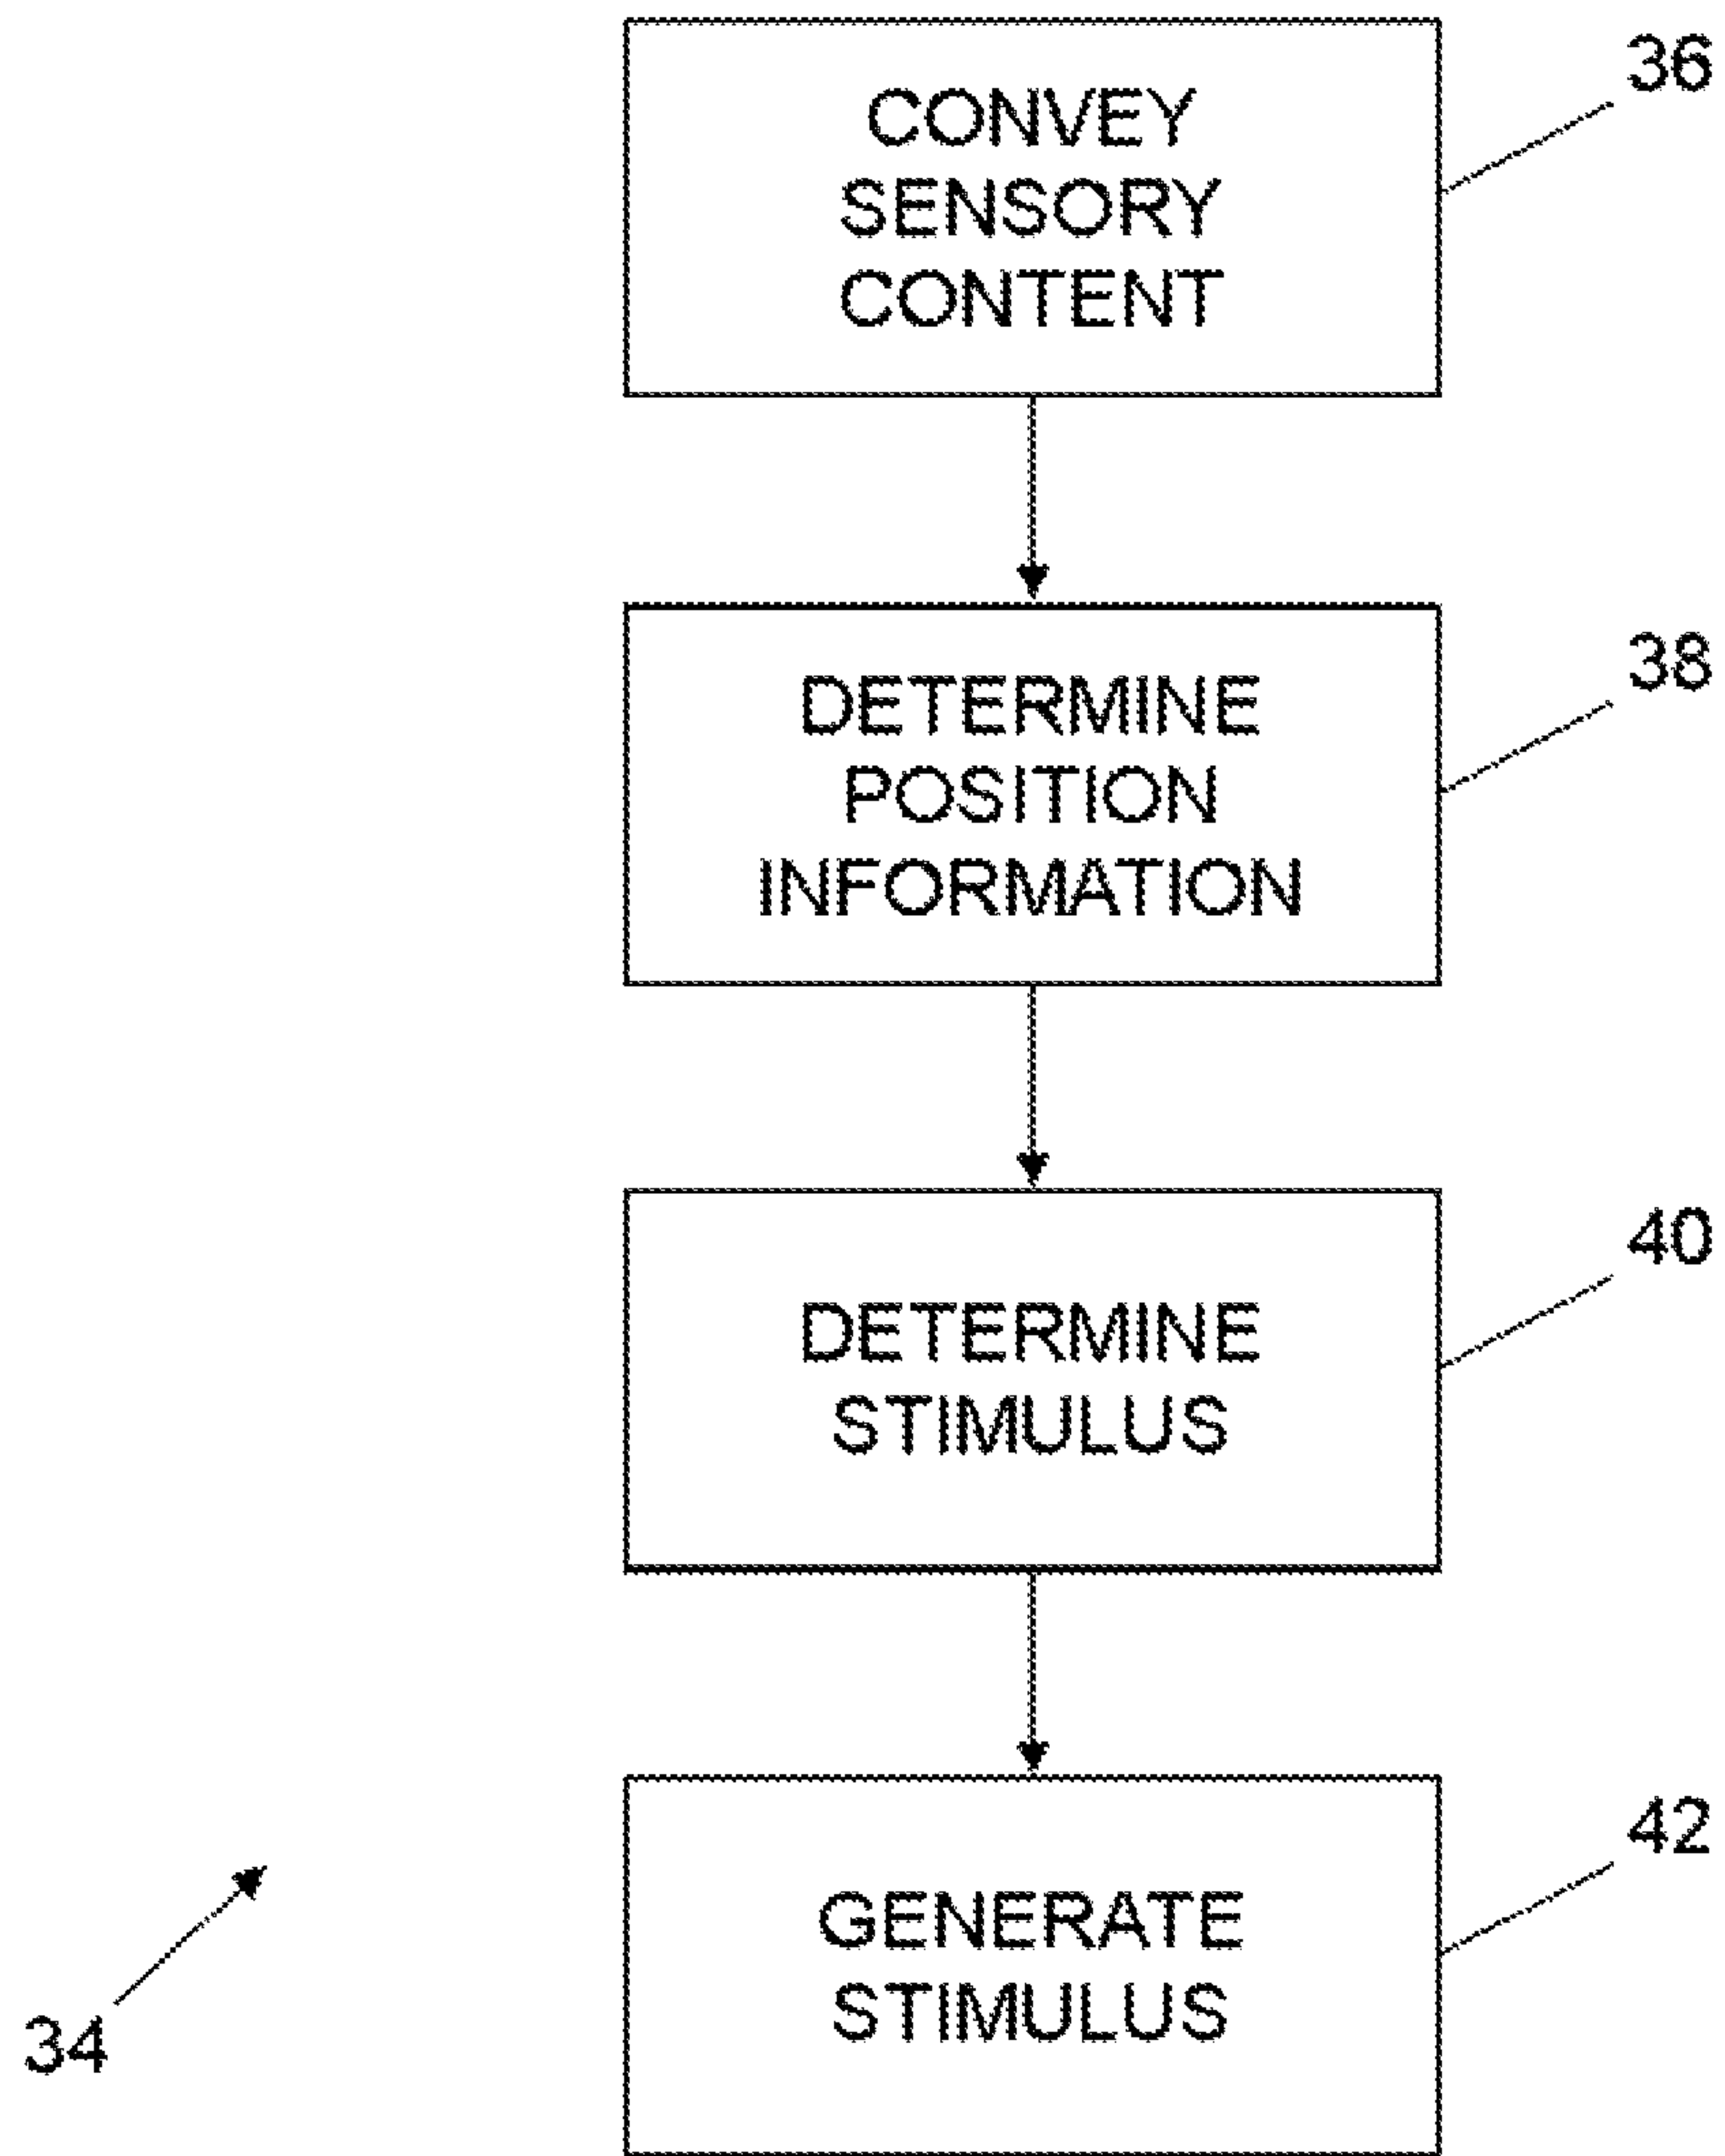 CONVEY
SENSORY
CONTENT
36
DETERMINE
POSITION
INFORMATION
38
DETERMINE
STIMULUS
40
GENERATE
STIMULUS
42
34